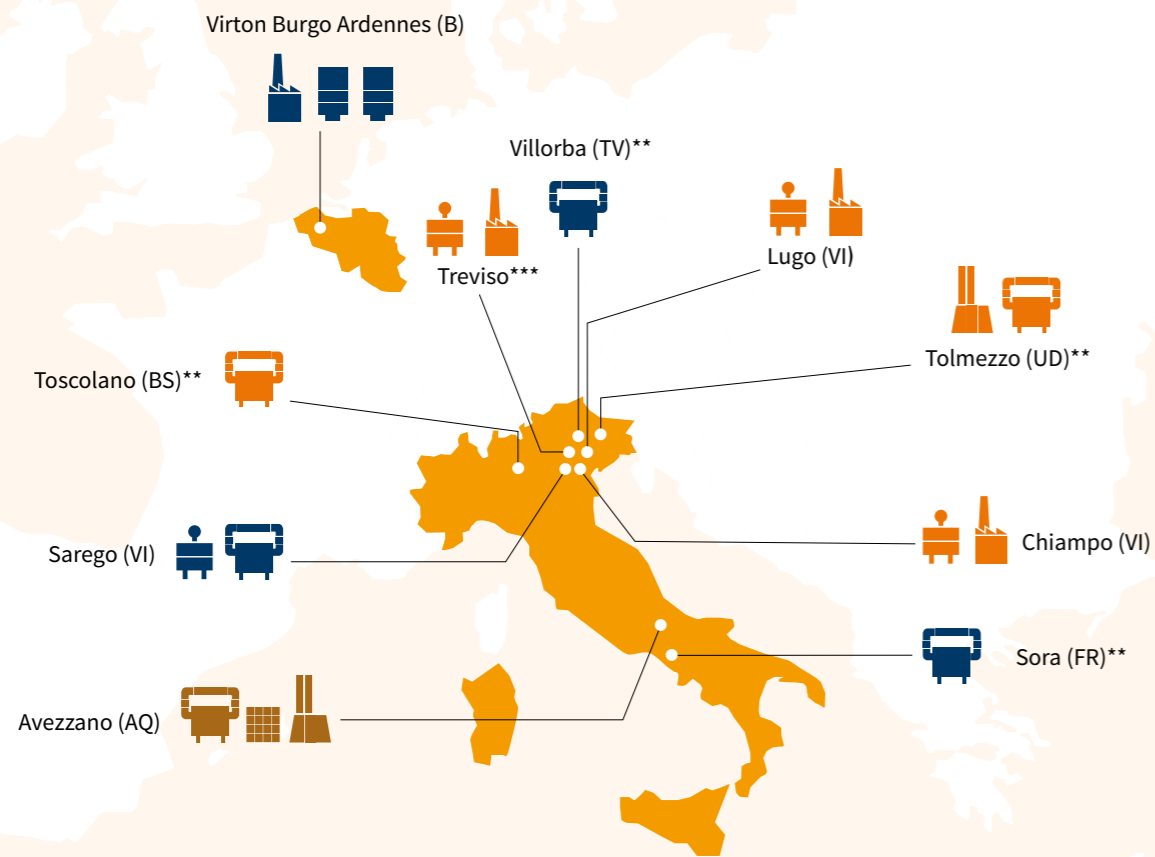 Virton Burgo Ardennes (B)
Villorba (TV)**
Lugo (VI)
Treviso***
Tolmezzo (UD)**
Toscolano (BS)**
Sarego (VI)
Chiampo (VI)
Sora (FR)**
Avezzano (AQ)